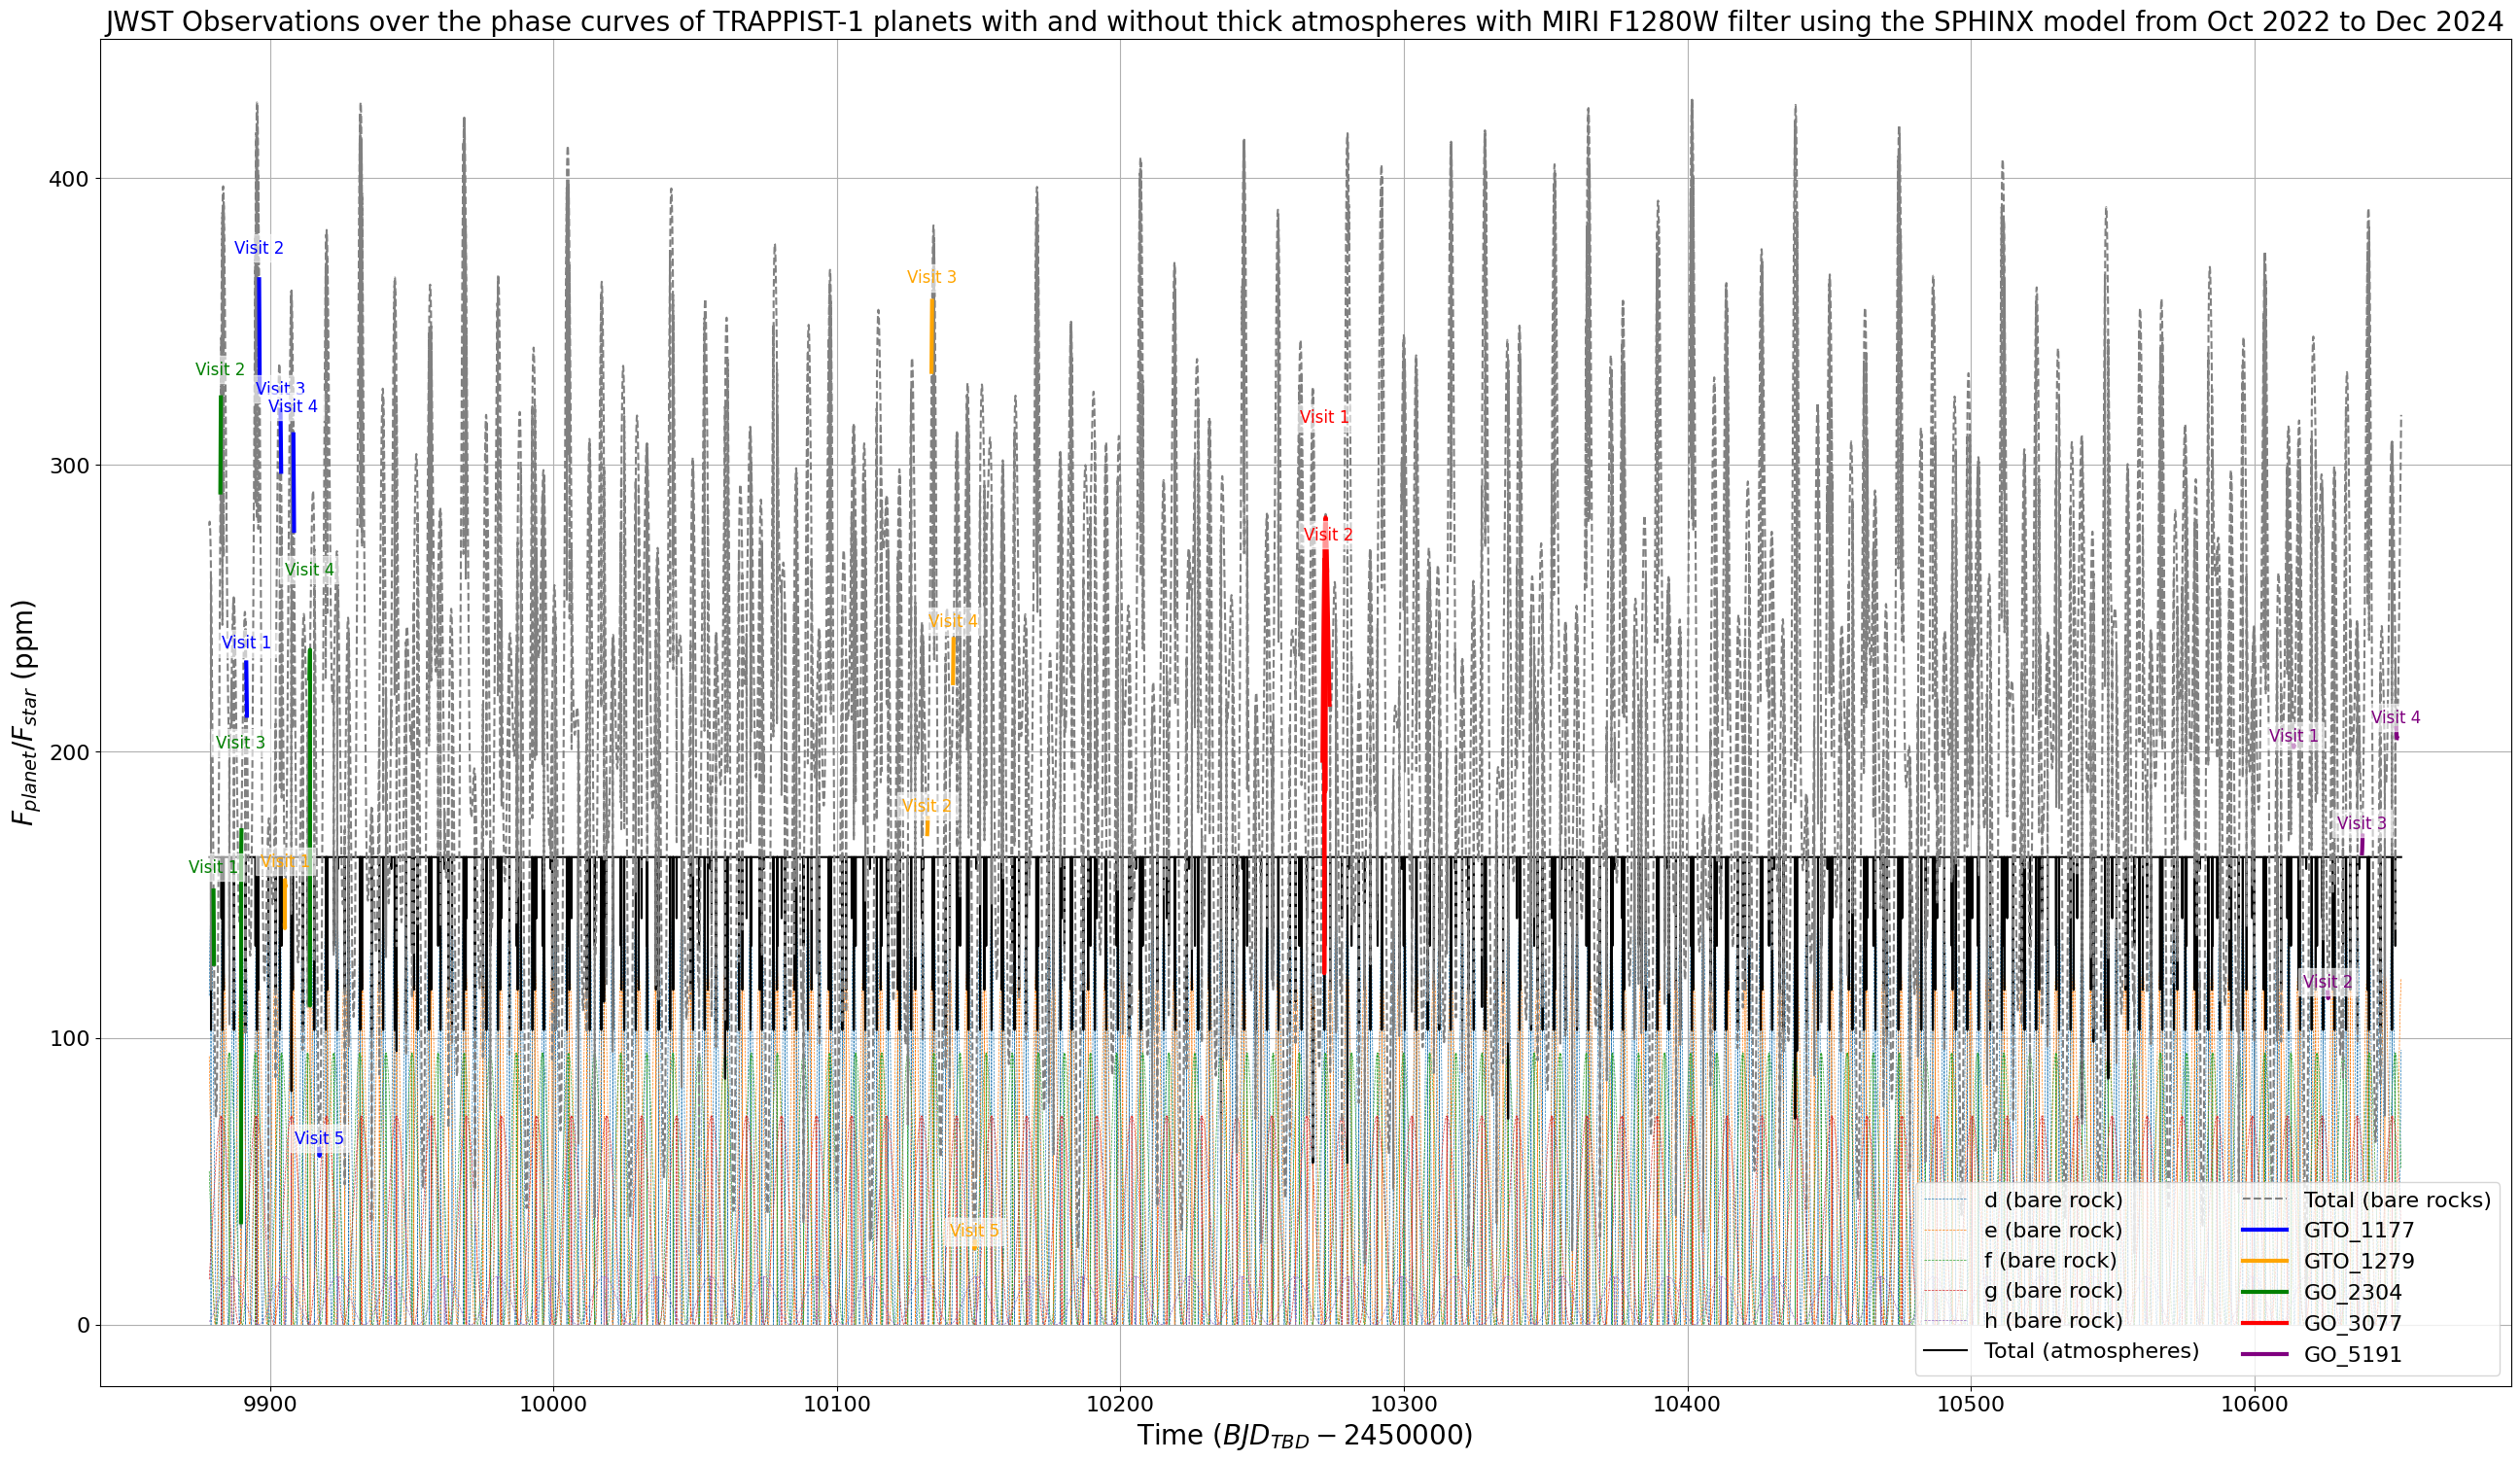 JWST Observations over the phase curves of TRAPPIST-1 planets with and without thick atmospheres with MIRI F1280W filter using the SPHINX model from Oct 2022 to Dec 2024
F_planet/F_star (ppm)
400
300
200
100
0
Visit 2
Visit 3
Visit 2
Visit 3
Visit 4
Visit 1
Visit 2
Visit 4
Visit 4
Visit 1
Visit 3
Visit 4
Visit 1
Visit 2
Visit 3
Visit 1
Visit 1
Visit 2
Visit 5
Visit 5
d (bare rock)
e (bare rock)
f (bare rock)
g (bare rock)
h (bare rock)
Total (atmospheres)
Total (bare rocks)
GTO_1177
GTO_1279
GO_2304
GO_3077
GO_5191
9900
10000
10100
10200
10300
10400
10500
10600
Time (BJD_TBD − 2450000)